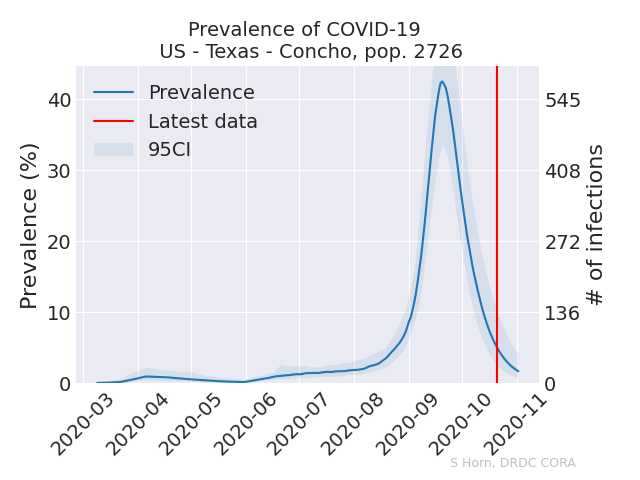 Prevalence of COVID-19
US - Texas - Concho, pop. 2726
Prevalence
Latest data
95CI
Prevalence (%)
40
30
20
10
0
545
408
272
136
0
# of infections
2020-03
2020-04
2020-05
2020-06
2020-07
2020-08
2020-09
2020-10
2020-11
S Horn, DRDC CORA